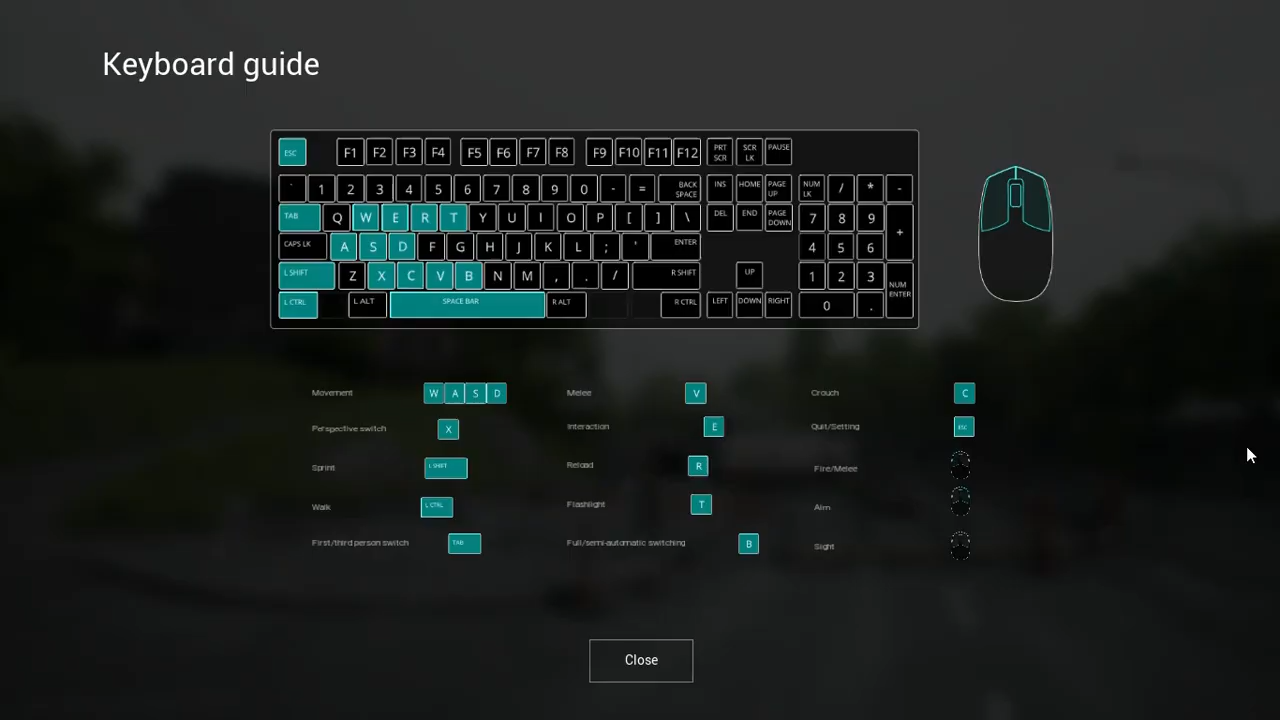 Keyboard guide
ESC F1 F2 F3 F4 F5 F6 F7 F8 F9 F10 F11 F12 PRT SCR SCR LK PAUSE
` 1 2 3 4 5 6 7 8 9 0 - = BACK SPACE INS HOME PAGE UP NUM LK / * -
TAB Q W E R T Y U I O P [ ] \ DEL END PAGE DOWN 7 8 9 +
CAPS LK A S D F G H J K L ; ' ENTER 4 5 6
L SHIFT Z X C V B N M , . / R SHIFT UP 1 2 3 NUM ENTER
L CTRL L ALT SPACE BAR R ALT R CTRL LEFT DOWN RIGHT 0 .
Movement W A S D Melee V Crouch C
Perspective switch X Interaction E Quit/Setting ESC
Sprint L SHIFT Reload R Fire/Melee
Walk L CTRL Flashlight T Aim
First/third person switch TAB Full/semi-automatic switching B Sight
Close